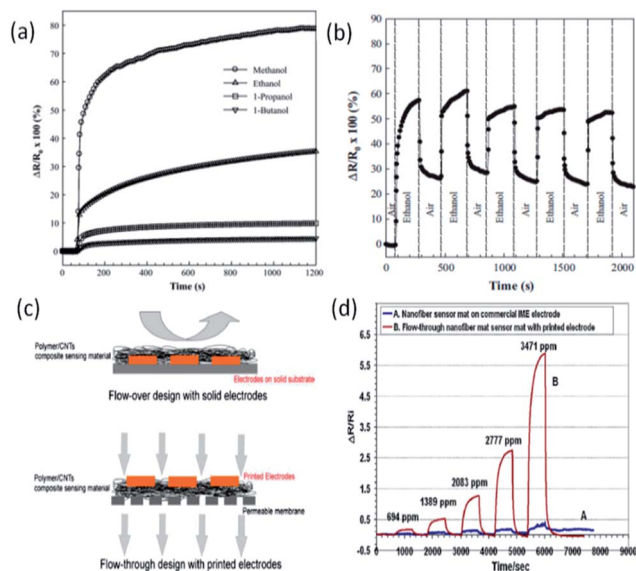 (a)
ΔR/R₀ x 100 (%)
80
70
60
50
40
30
20
10
0
Methanol
Ethanol
1-Propanol
1-Butanol
0 200 400 600 800 1000 1200
Time (s)
(b)
ΔR/R₀ x 100 (%)
90
80
70
60
50
40
30
20
10
0
Air
Ethanol
Air
Ethanol
Air
Ethanol
Air
Ethanol
Air
Ethanol
Air
0 500 1000 1500 2000
Time (s)
(c)
Polymer/CNTs
composite sensing material
Electrodes on solid substrate
Flow-over design with solid electrodes
Polymer/CNTs
composite sensing material
Printed Electrodes
Permeable membrane
Flow-through design with printed electrodes
(d)
A. Nanofiber sensor mat on commercial IME electrode
B. Flow-through nanofiber mat sensor mat with printed electrode
ΔR/Ri
6.5
5.5
4.5
3.5
2.5
1.5
0.5
-0.5
694 ppm
1389 ppm
2083 ppm
2777 ppm
3471 ppm
B
A
0 1000 2000 3000 4000 5000 6000 7000 8000 9000
Time/sec